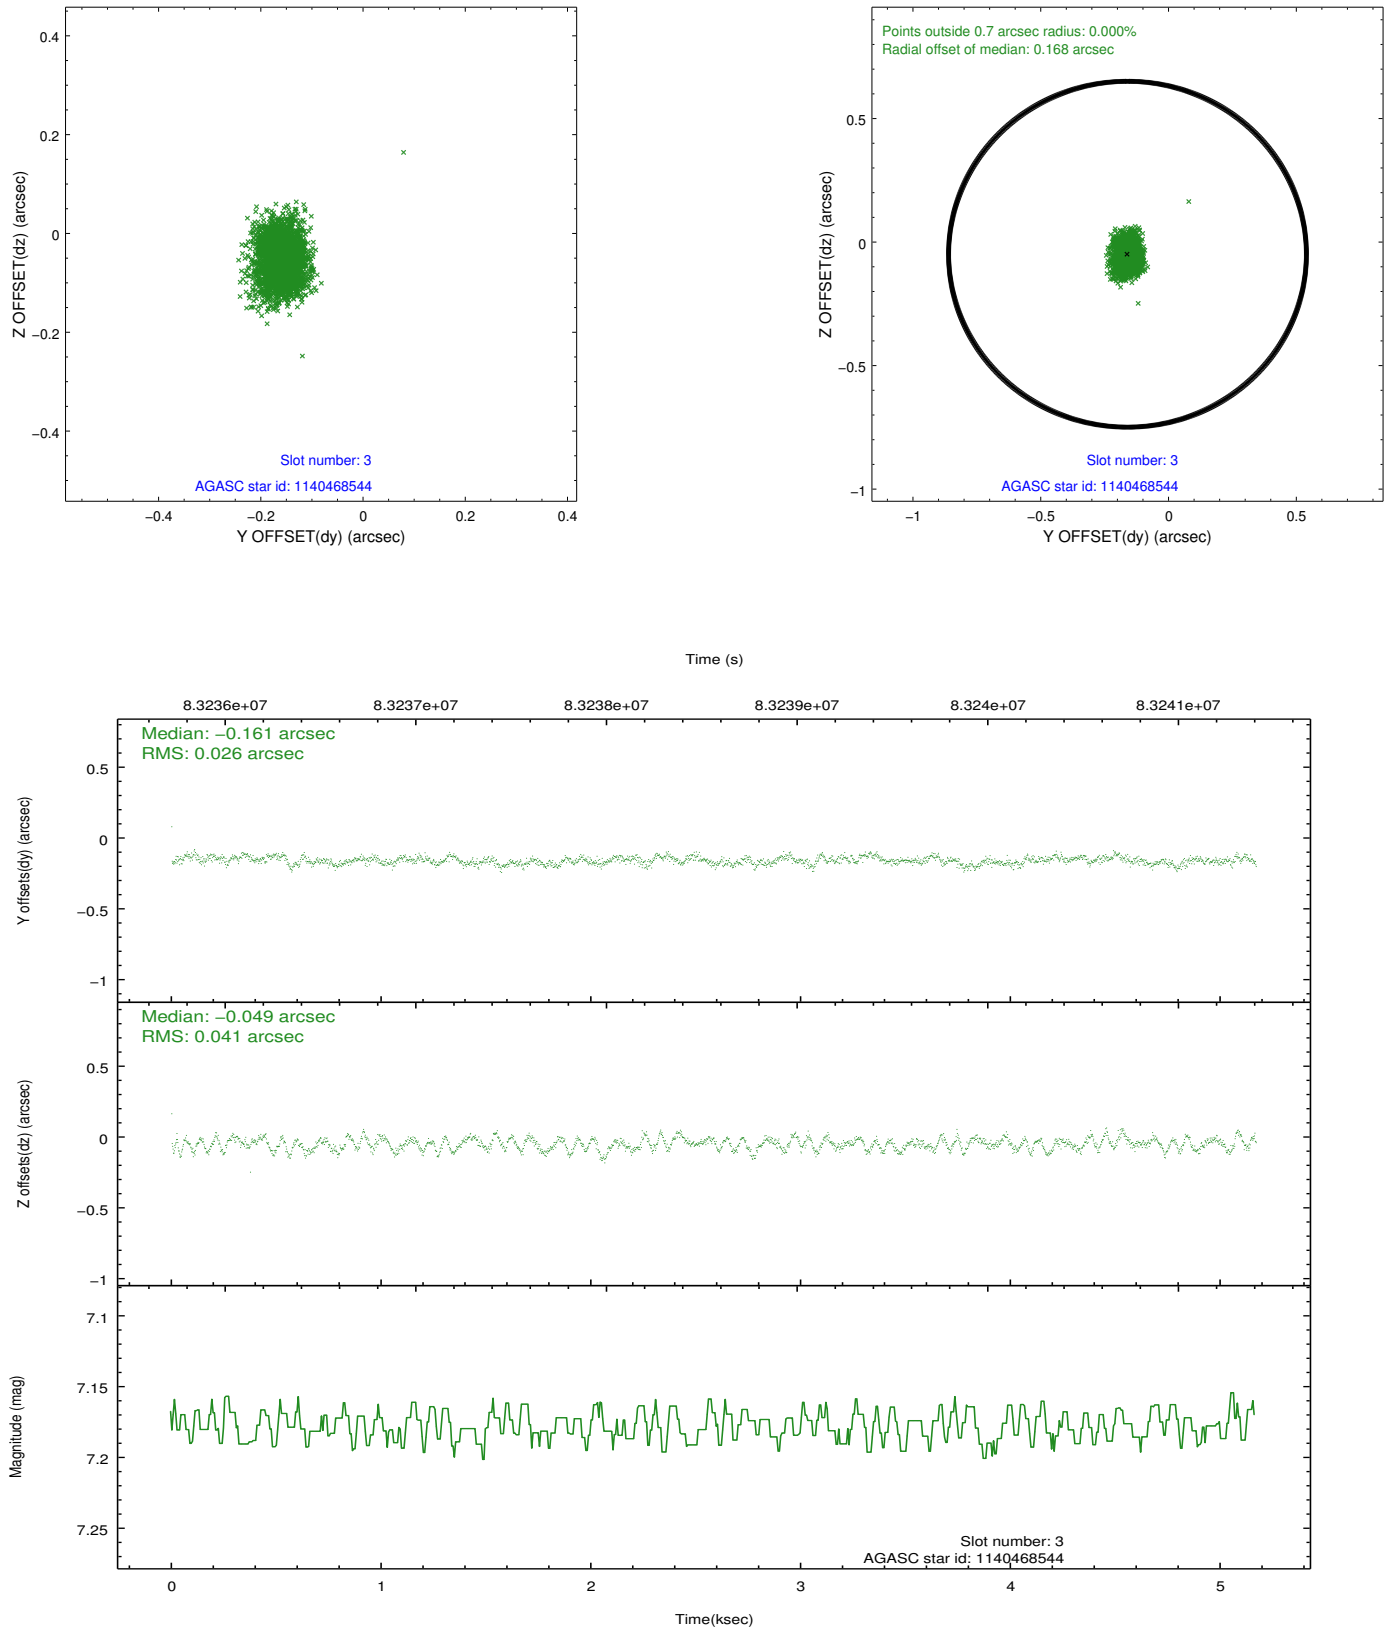 0.4
0.2
0
−0.2
−0.4
Z OFFSET(dz) (arcsec)
Slot number: 3
AGASC star id: 1140468544
−0.4 −0.2 0 0.2 0.4
Y OFFSET(dy) (arcsec)
Points outside 0.7 arcsec radius: 0.000%
Radial offset of median: 0.168 arcsec
0.5
0
−0.5
−1
Z OFFSET(dz) (arcsec)
Slot number: 3
AGASC star id: 1140468544
−1 −0.5 0 0.5
Y OFFSET(dy) (arcsec)
Time (s)
8.3236e+07 8.3237e+07 8.3238e+07 8.3239e+07 8.324e+07 8.3241e+07
Median: −0.161 arcsec
RMS: 0.026 arcsec
0.5
0
−0.5
−1
Y offsets(dy) (arcsec)
Median: −0.049 arcsec
RMS: 0.041 arcsec
0.5
0
−0.5
−1
Z offsets(dz) (arcsec)
7.1
7.15
7.2
7.25
Magnitude (mag)
Slot number: 3
AGASC star id: 1140468544
0 1 2 3 4 5
Time(ksec)